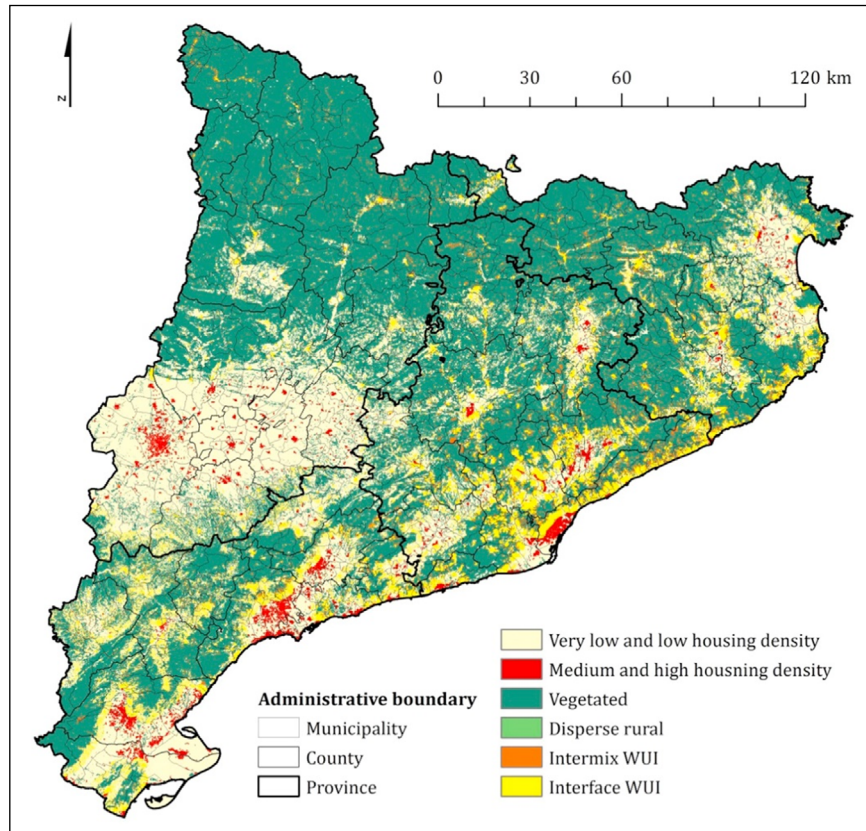 N
0 30 60 120 km
Very low and low housing density
Medium and high housning density
Vegetated
Disperse rural
Intermix WUI
Interface WUI
Administrative boundary
Municipality
County
Province